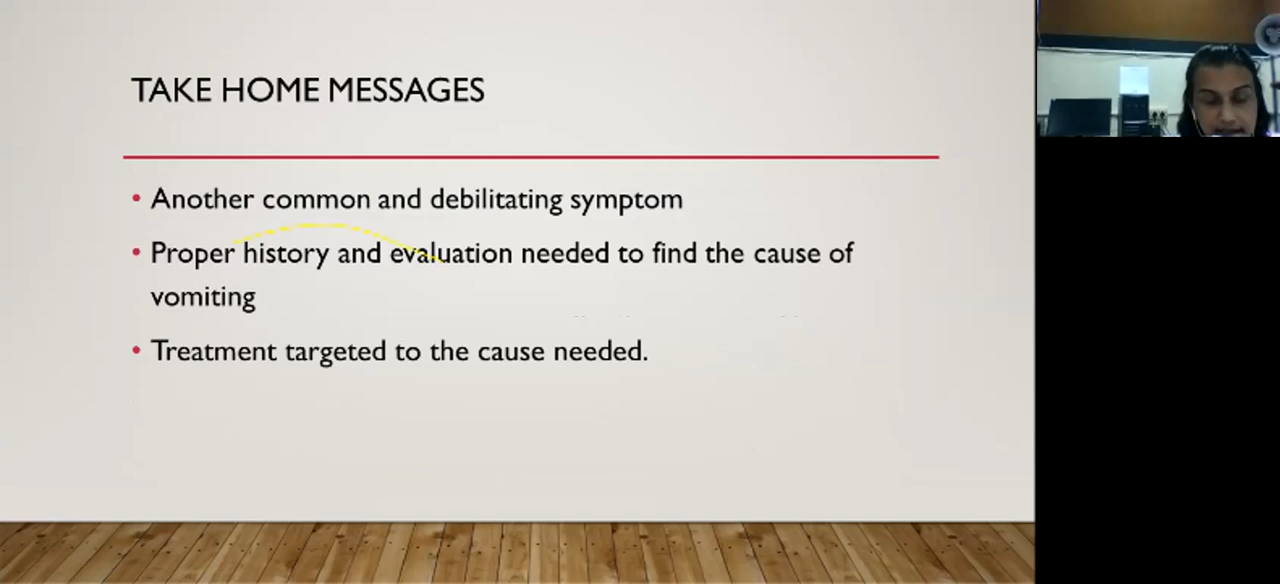 TAKE HOME MESSAGES
• Another common and debilitating symptom
• Proper history and evaluation needed to find the cause of
vomiting
• Treatment targeted to the cause needed.